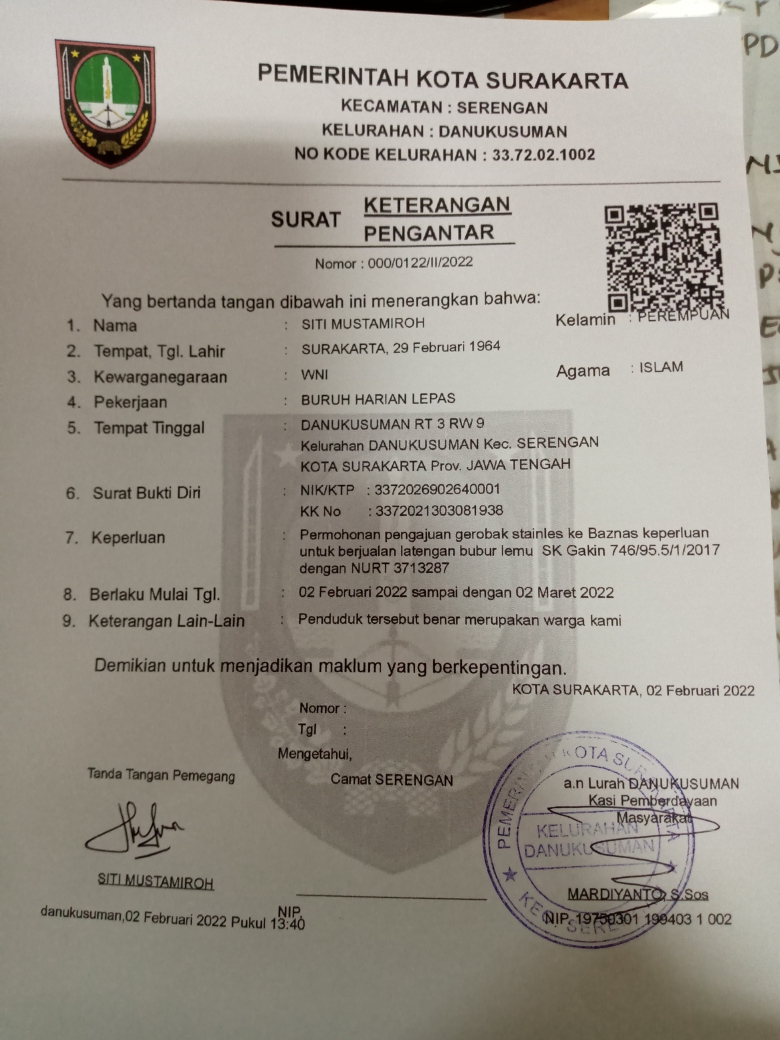 PEMERINTAH KOTA SURAKARTA
KECAMATAN : SERENGAN
KELURAHAN : DANUKUSUMAN
NO KODE KELURAHAN : 33.72.02.1002
SURAT KETERANGAN
PENGANTAR
Nomor : 000/0122/II/2022
Yang bertanda tangan dibawah ini menerangkan bahwa:
1. Nama : SITI MUSTAMIROH Kelamin : PEREMPUAN
2. Tempat, Tgl. Lahir : SURAKARTA, 29 Februari 1964
3. Kewarganegaraan : WNI Agama : ISLAM
4. Pekerjaan : BURUH HARIAN LEPAS
5. Tempat Tinggal : DANUKUSUMAN RT 3 RW 9
Kelurahan DANUKUSUMAN Kec. SERENGAN
KOTA SURAKARTA Prov. JAWA TENGAH
6. Surat Bukti Diri : NIK/KTP : 3372026902640001
KK No : 3372021303081938
7. Keperluan : Permohonan pengajuan gerobak stainles ke Baznas keperluan
untuk berjualan latengan bubur lemu SK Gakin 746/95.5/1/2017
dengan NURT 3713287
8. Berlaku Mulai Tgl. : 02 Februari 2022 sampai dengan 02 Maret 2022
9. Keterangan Lain-Lain : Penduduk tersebut benar merupakan warga kami
Demikian untuk menjadikan maklum yang berkepentingan.
KOTA SURAKARTA, 02 Februari 2022
Nomor :
Tgl :
Mengetahui,
Tanda Tangan Pemegang
Camat SERENGAN
a.n Lurah DANUKUSUMAN
Kasi Pemberdayaan
Masyarakat
PEMERINTAH KOTA SURAKARTA
KELURAHAN
DANUKUSUMAN
SITI MUSTAMIROH
MARDIYANTO, S.Sos
NIP.
NIP. 19730301 199403 1 002
danukusuman,02 Februari 2022 Pukul 13:40